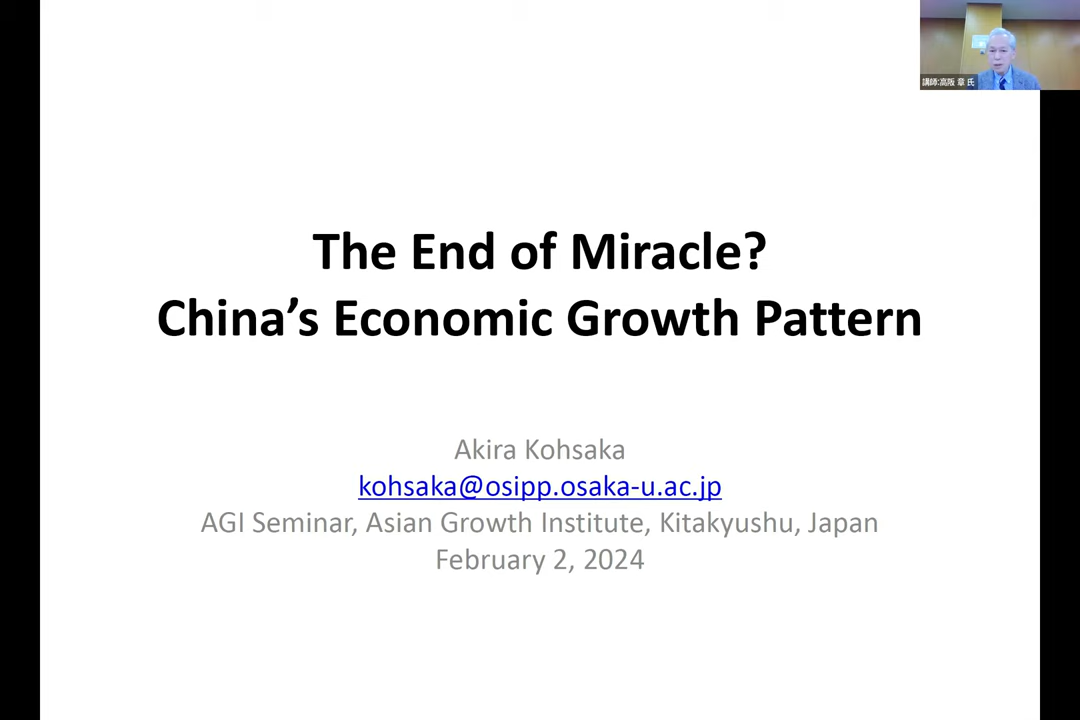 講師:高阪 章 氏
The End of Miracle?
China’s Economic Growth Pattern
Akira Kohsaka
kohsaka@osipp.osaka-u.ac.jp
AGI Seminar, Asian Growth Institute, Kitakyushu, Japan
February 2, 2024